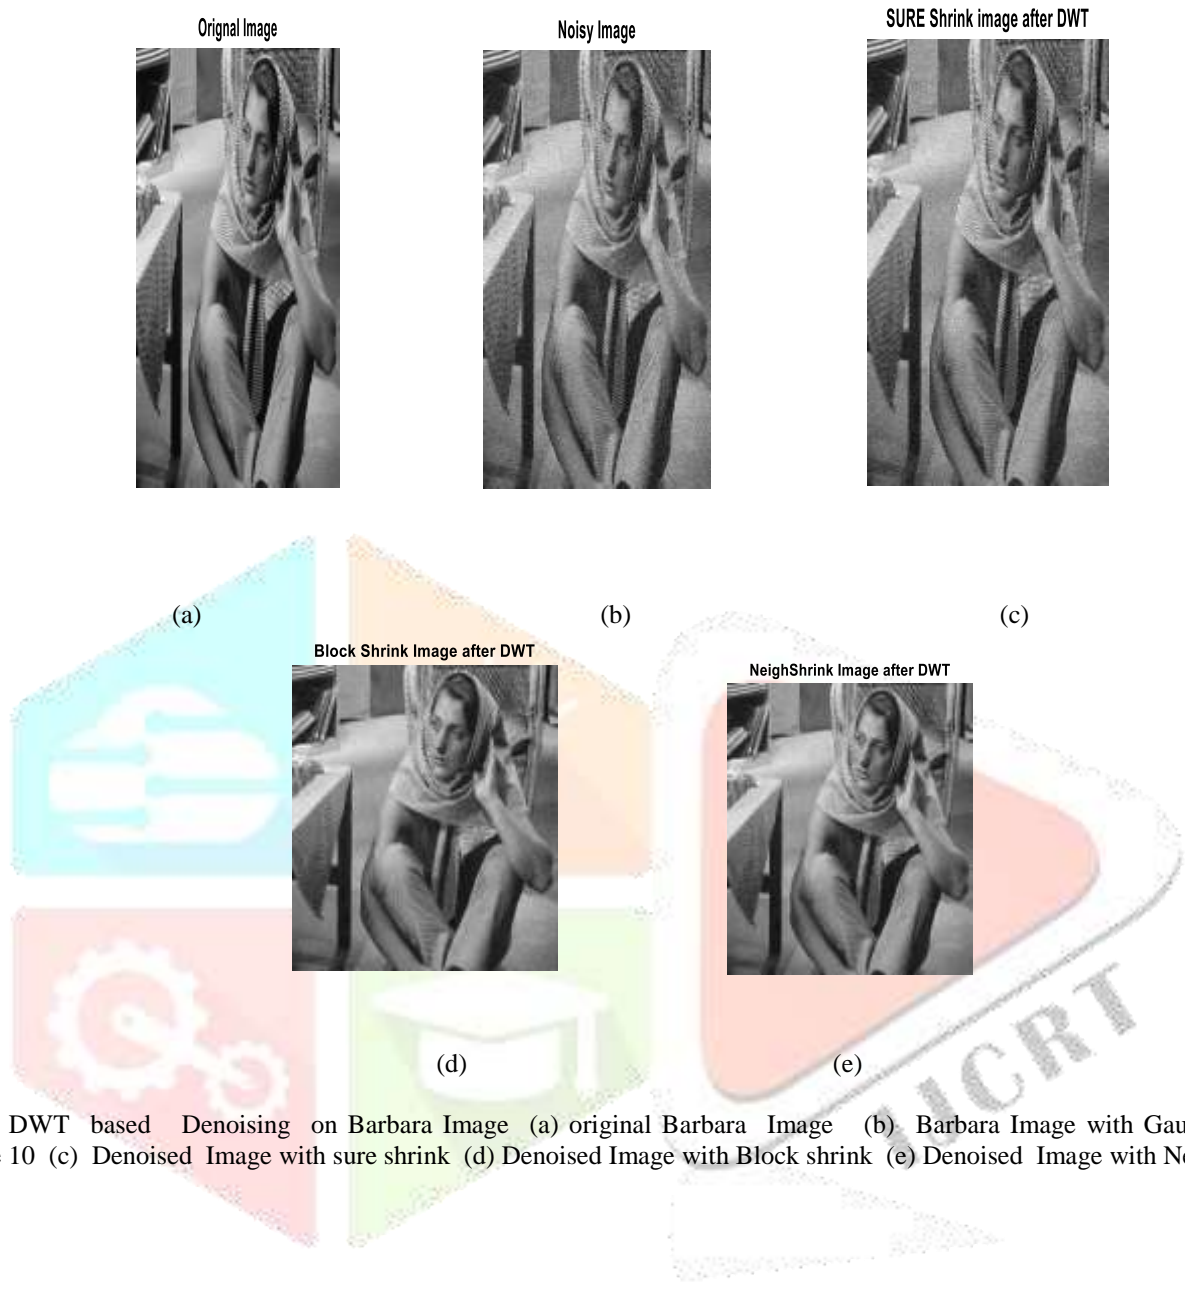 Orignal Image
Noisy Image
SURE Shrink image after DWT
(a)
(b)
(c)
Block Shrink Image after DWT
NeighShrink Image after DWT
(d)
(e)
IJCRT
DWT based Denoising on Barbara Image (a) original Barbara Image (b) Barbara Image with Gau
10 (c) Denoised Image with sure shrink (d) Denoised Image with Block shrink (e) Denoised Image with